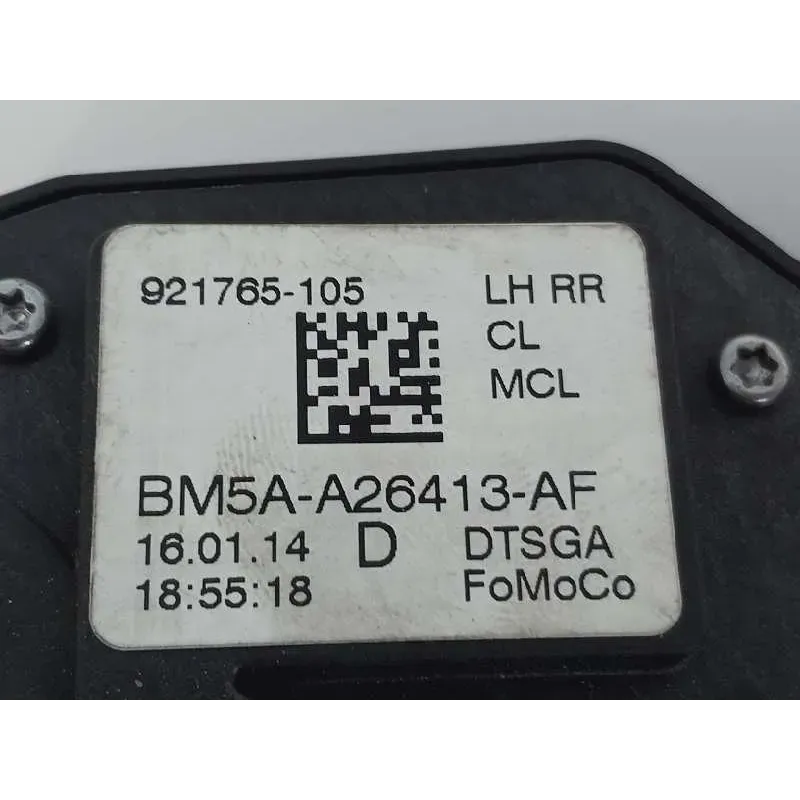 921765-105 LH RR
CL
MCL
BM5A-A26413-AF
16.01.14 D DTSGA
18:55:18 FoMoCo